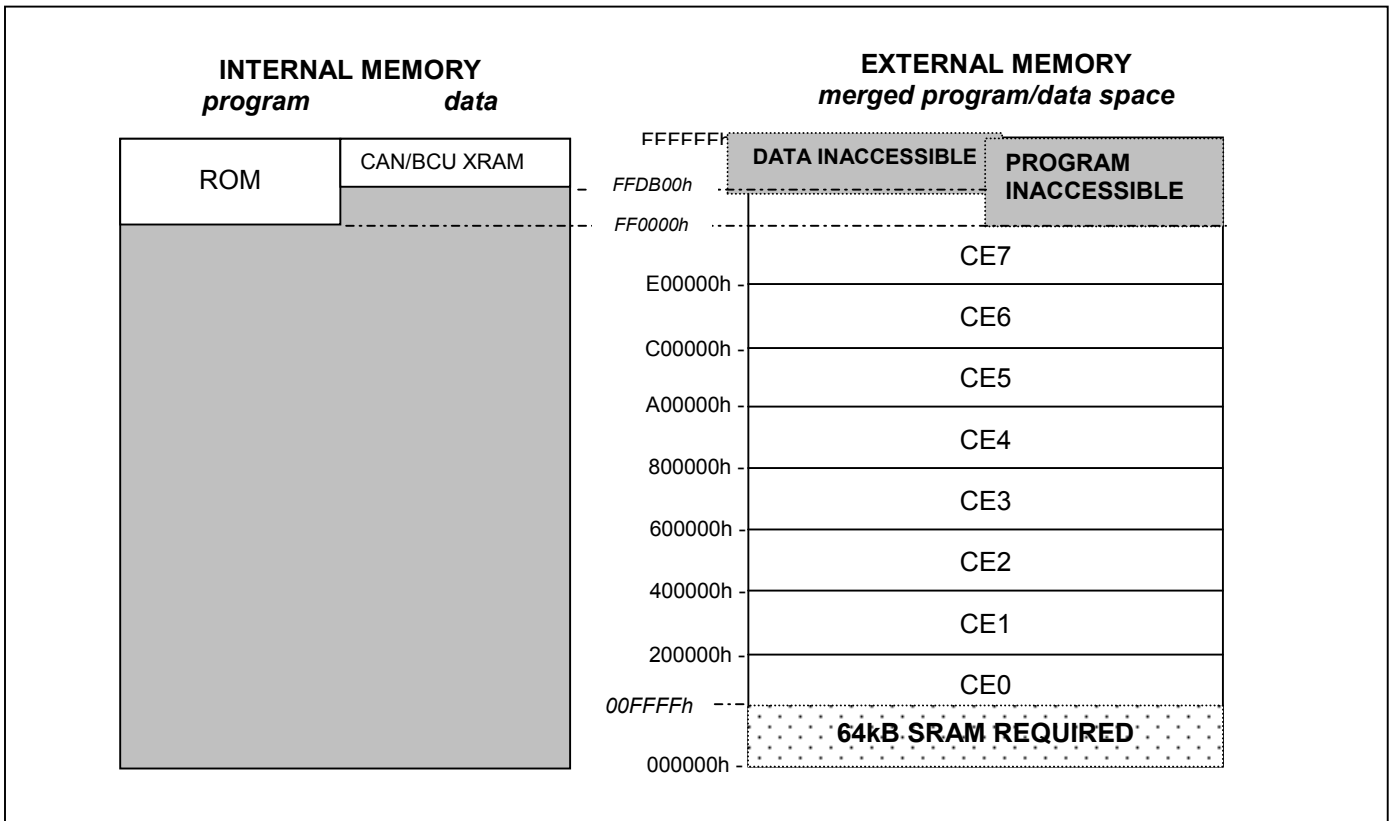 INTERNAL MEMORY
program data
ROM
CAN/BCU XRAM
EXTERNAL MEMORY
merged program/data space
FFFFFFh
DATA INACCESSIBLE
PROGRAM
INACCESSIBLE
FFDB00h
FF0000h
CE7
E00000h -
CE6
C00000h -
CE5
A00000h -
CE4
800000h -
CE3
600000h -
CE2
400000h -
CE1
200000h -
CE0
00FFFFh
64kB SRAM REQUIRED
000000h -